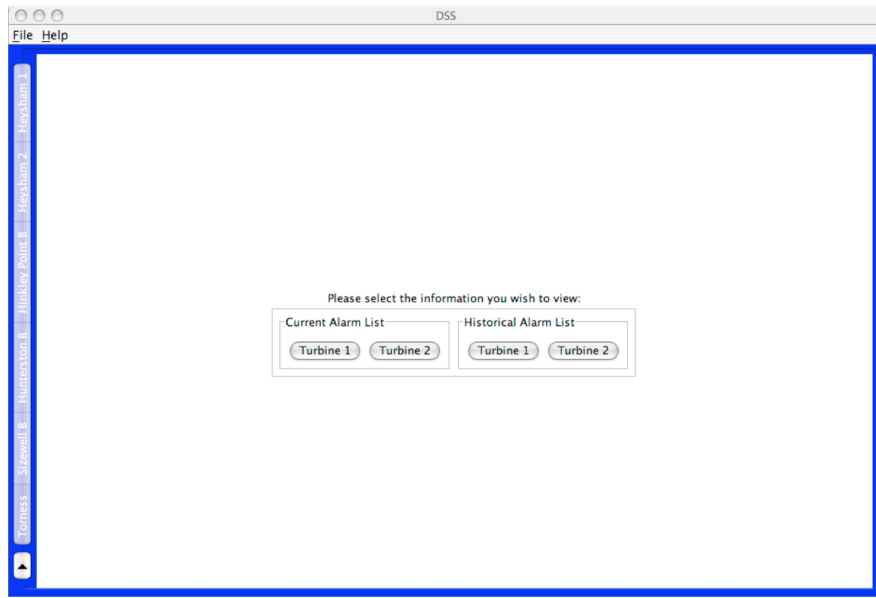 DSS
File Help
Heysham 1
Heysham 2
Hinkley Point B
Hunterston B
Sizewell B
Torness
Please select the information you wish to view:
Current Alarm List
Turbine 1 Turbine 2
Historical Alarm List
Turbine 1 Turbine 2